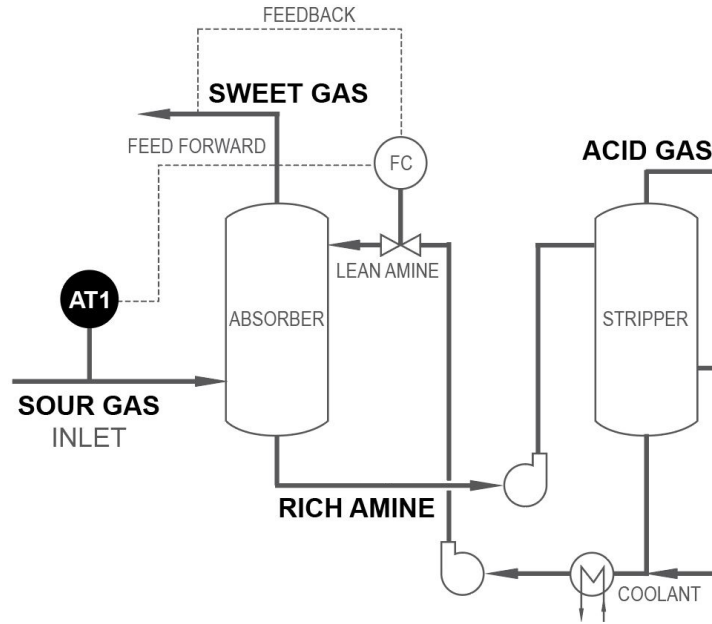 FEEDBACK
SWEET GAS
FEED FORWARD
FC
ACID GAS
LEAN AMINE
AT1
ABSORBER
STRIPPER
SOUR GAS
INLET
RICH AMINE
COOLANT